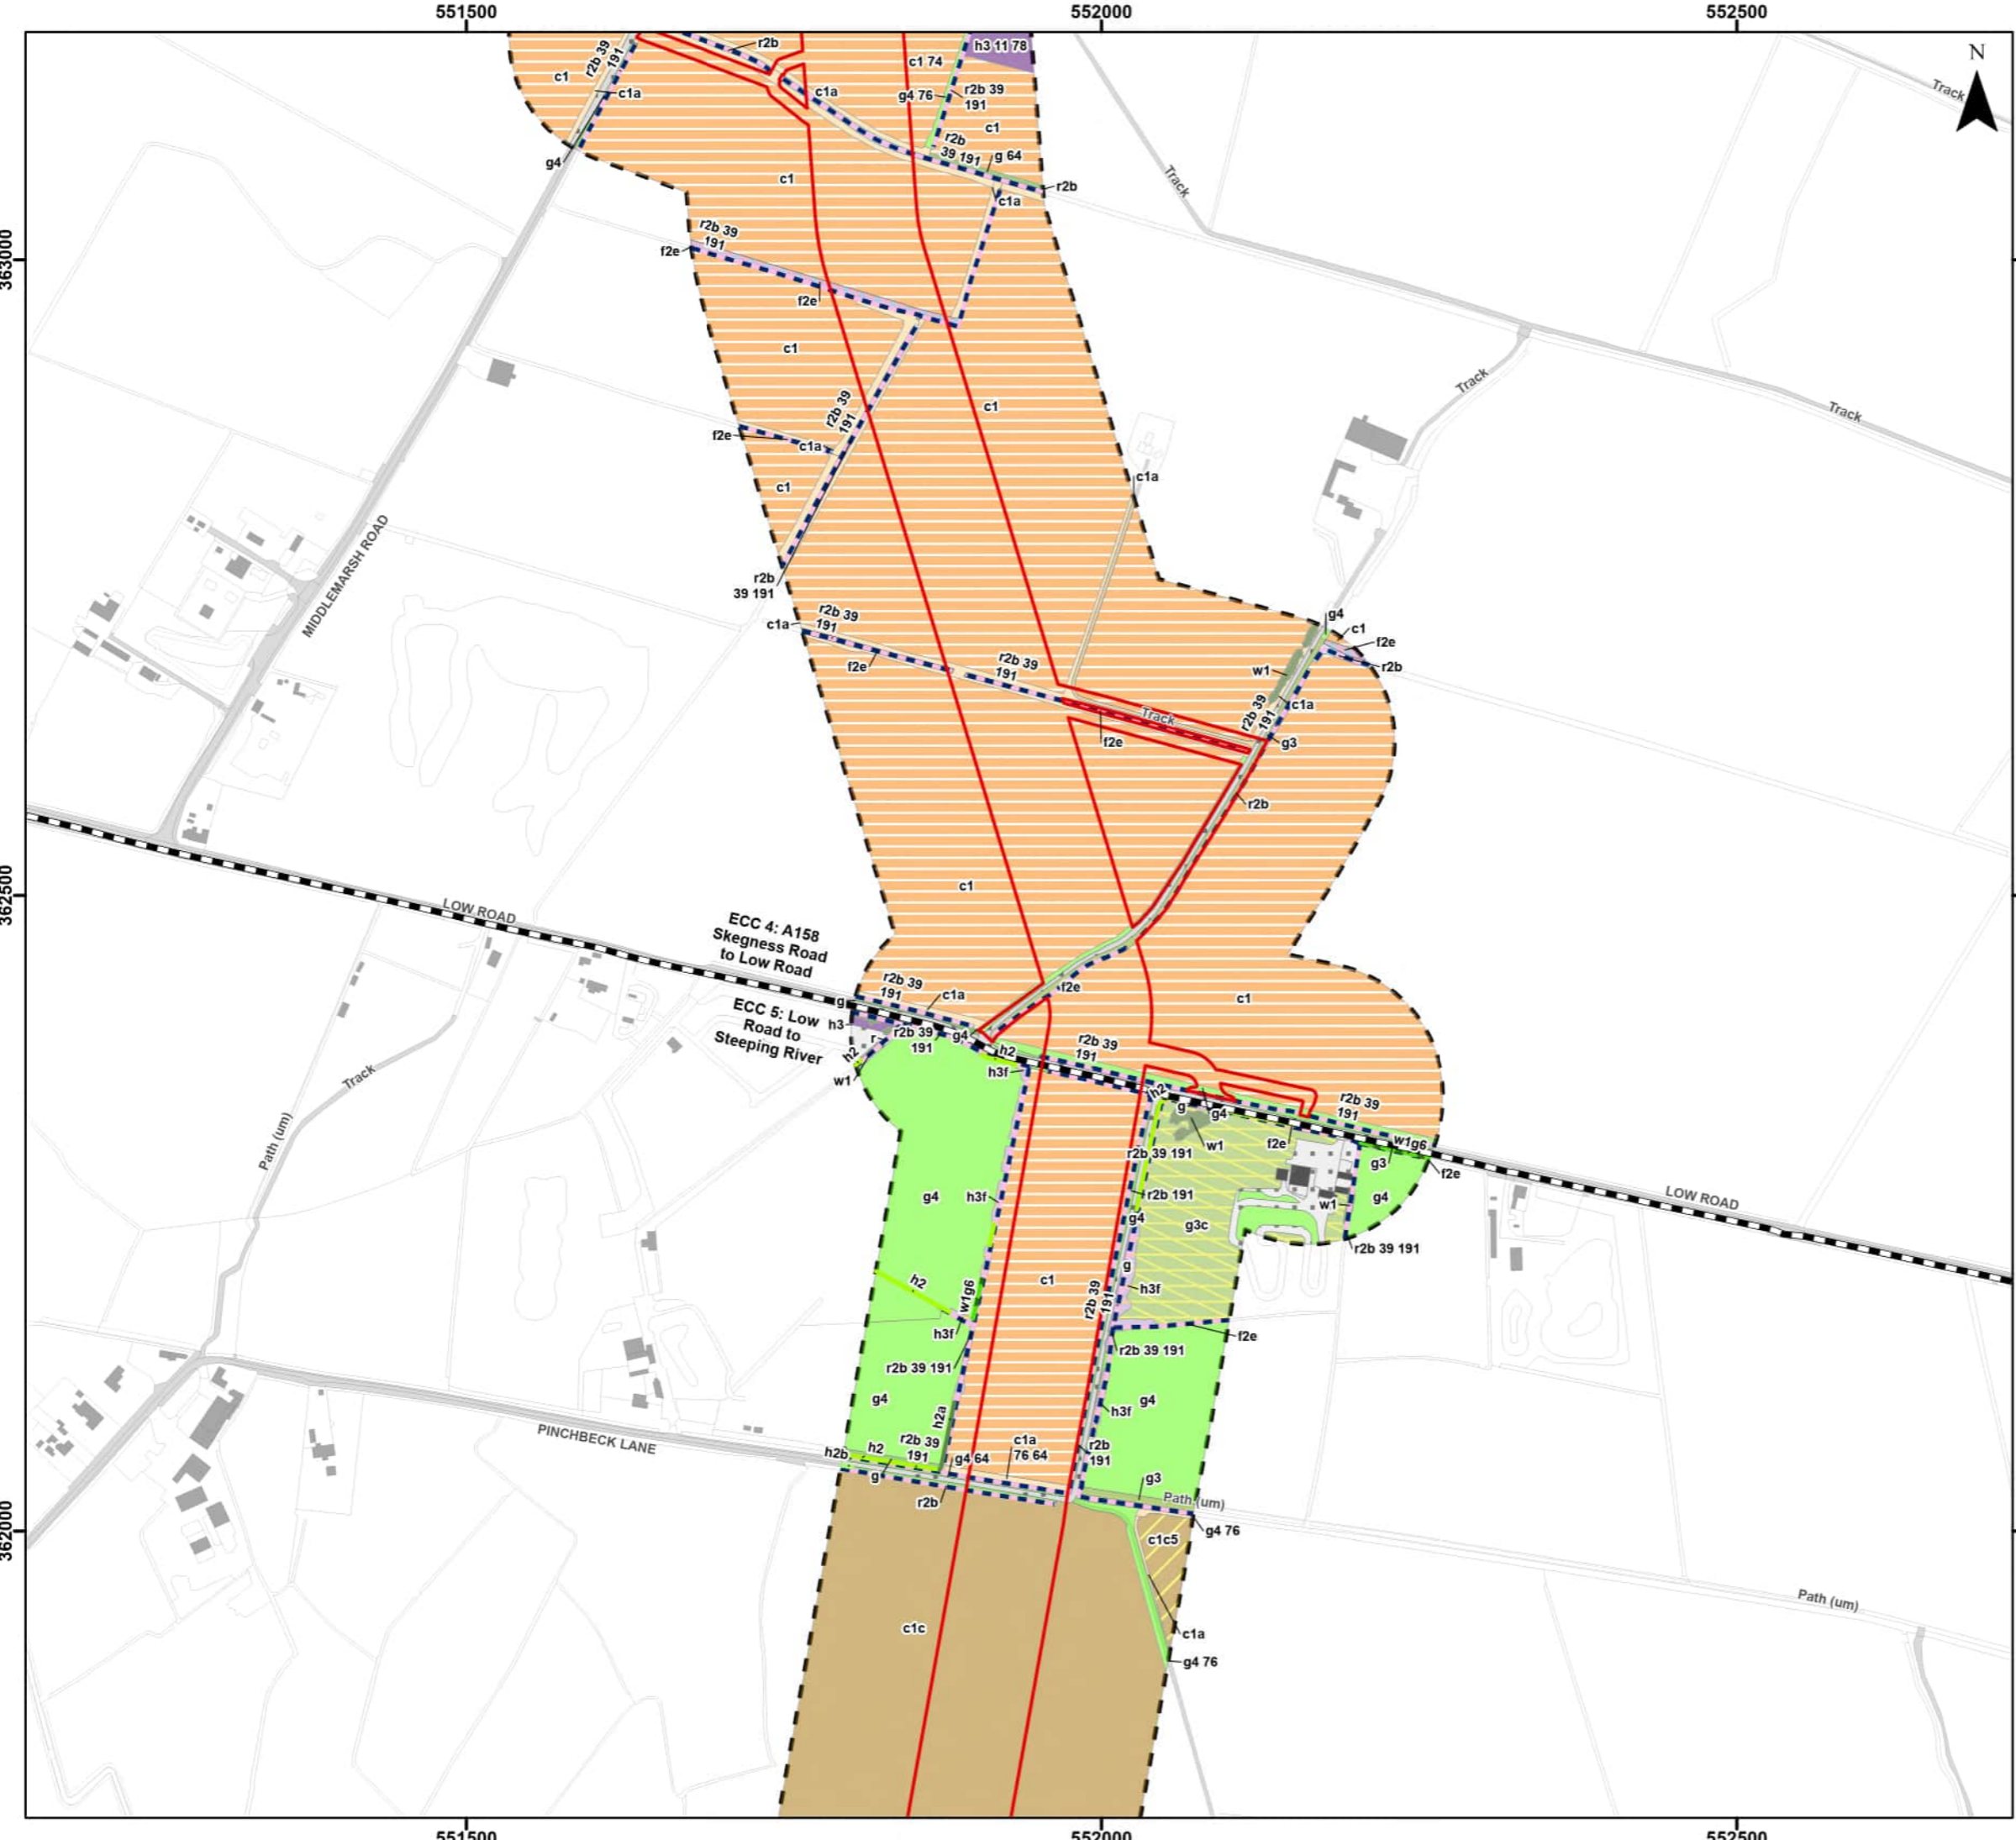 551500
552000
552500
N
r2b
h3 11 78
c1 74
c1
r2b 39
191
c1a
c1a
g4 76
r2b 39
191
Track
c1
r2b
39 191
g 64
g4
c1
r2b
c1a
Track
r2b 39
191
f2e
f2e
363000
c1
c1
Track
Track
r2b 39
191
f2e
c1a
c1
c1a
MIDDLEMARSH ROAD
r2b
39 191
r2b 39
191
c1a
f2e
r2b 39
191
g4
c1
f2e
r2b
w1
r2b 39
191
c1a
Track
f2e
g3
r2b
362500
c1
LOW ROAD
ECC 4: A158
Skegness Road
to Low Road
r2b 39
191
c1a
f2e
c1
g
ECC 5: Low
Road to
Steeping River
h3
r
r2b 39
191
g4
h2
r2b 39
191
h2
w1
h3f
h2
g
g4
r2b 39
191
Track
Path (um)
w1
f2e
w1g6
g3
f2e
r2b 39 191
r2b 191
g4
h3f
g4
g3c
w1
g4
LOW ROAD
r2b 39 191
g
h3f
h2
w1g6
c1
r2b 39
191
h3f
f2e
r2b 39 191
r2b 39 191
g4
h2a
h3f
g4
PINCHBECK LANE
h2b
h2
r2b 39
191
g4 64
c1a
76 64
r2b
191
g
r2b
g3
Path (um)
g4 76
c1c5
362000
Path (um)
c1c
c1a
g4 76
551500
552000
552500